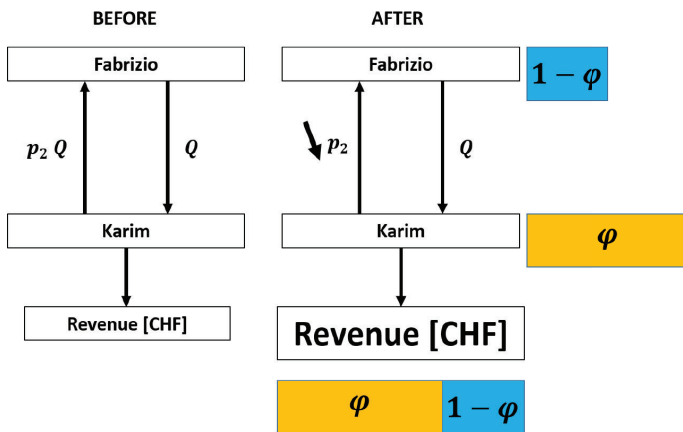 BEFORE
AFTER
Fabrizio
Fabrizio
1 − φ
p₂ Q
Q
p₂
Q
Karim
Karim
φ
Revenue [CHF]
Revenue [CHF]
φ
1 − φ